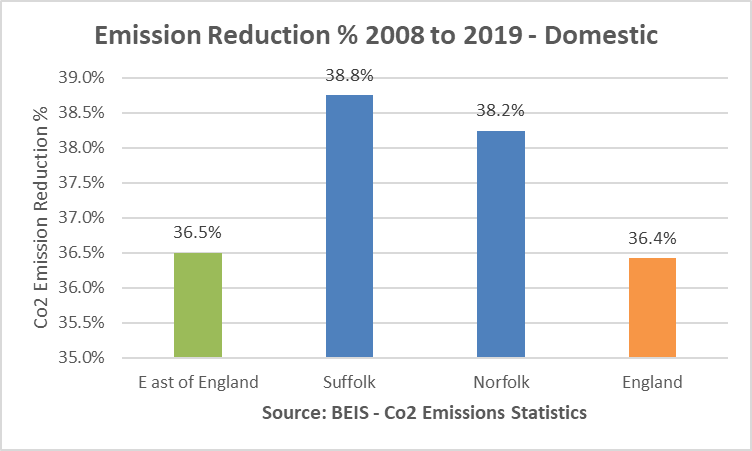 Emission Reduction % 2008 to 2019 - Domestic
Co2 Emission Reduction %
39.0%
38.5%
38.0%
37.5%
37.0%
36.5%
36.0%
35.5%
35.0%
36.5%
38.8%
38.2%
36.4%
E ast of England
Suffolk
Norfolk
England
Source: BEIS - Co2 Emissions Statistics